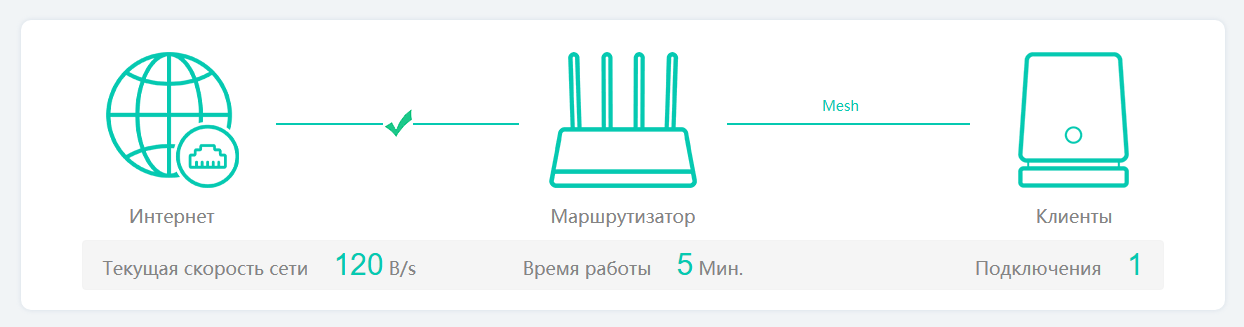 Mesh
Интернет
Маршрутизатор
Клиенты
Текущая скорость сети 120 B/s
Время работы 5 Мин.
Подключения 1